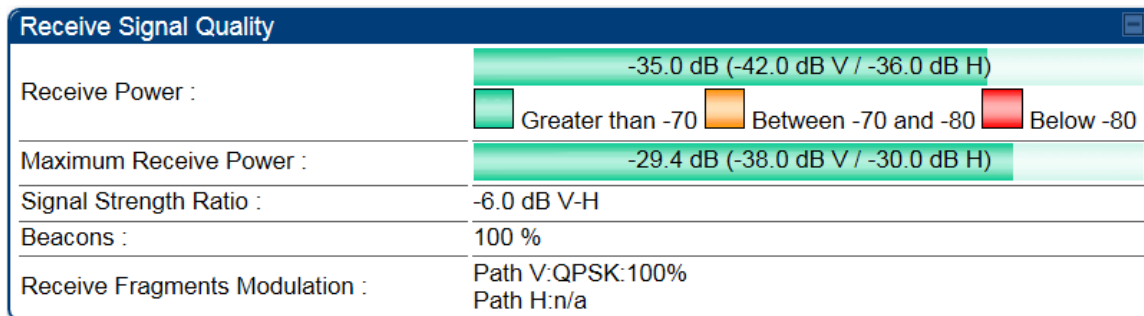 Receive Signal Quality
Receive Power :
-35.0 dB (-42.0 dB V / -36.0 dB H)
Greater than -70 Between -70 and -80 Below -80
Maximum Receive Power :
-29.4 dB (-38.0 dB V / -30.0 dB H)
Signal Strength Ratio :
-6.0 dB V-H
Beacons :
100 %
Receive Fragments Modulation :
Path V:QPSK:100%
Path H:n/a